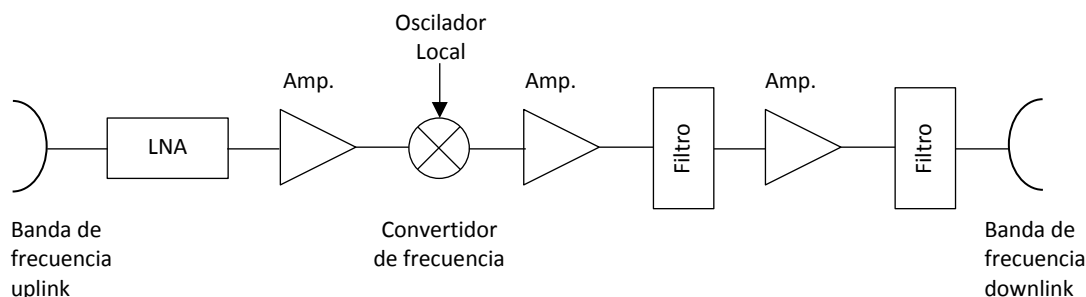 Oscilador
Local
Amp.
Amp.
Amp.
LNA
Filtro
Filtro
Banda de
frecuencia
uplink
Convertidor
de frecuencia
Banda de
frecuencia
downlink